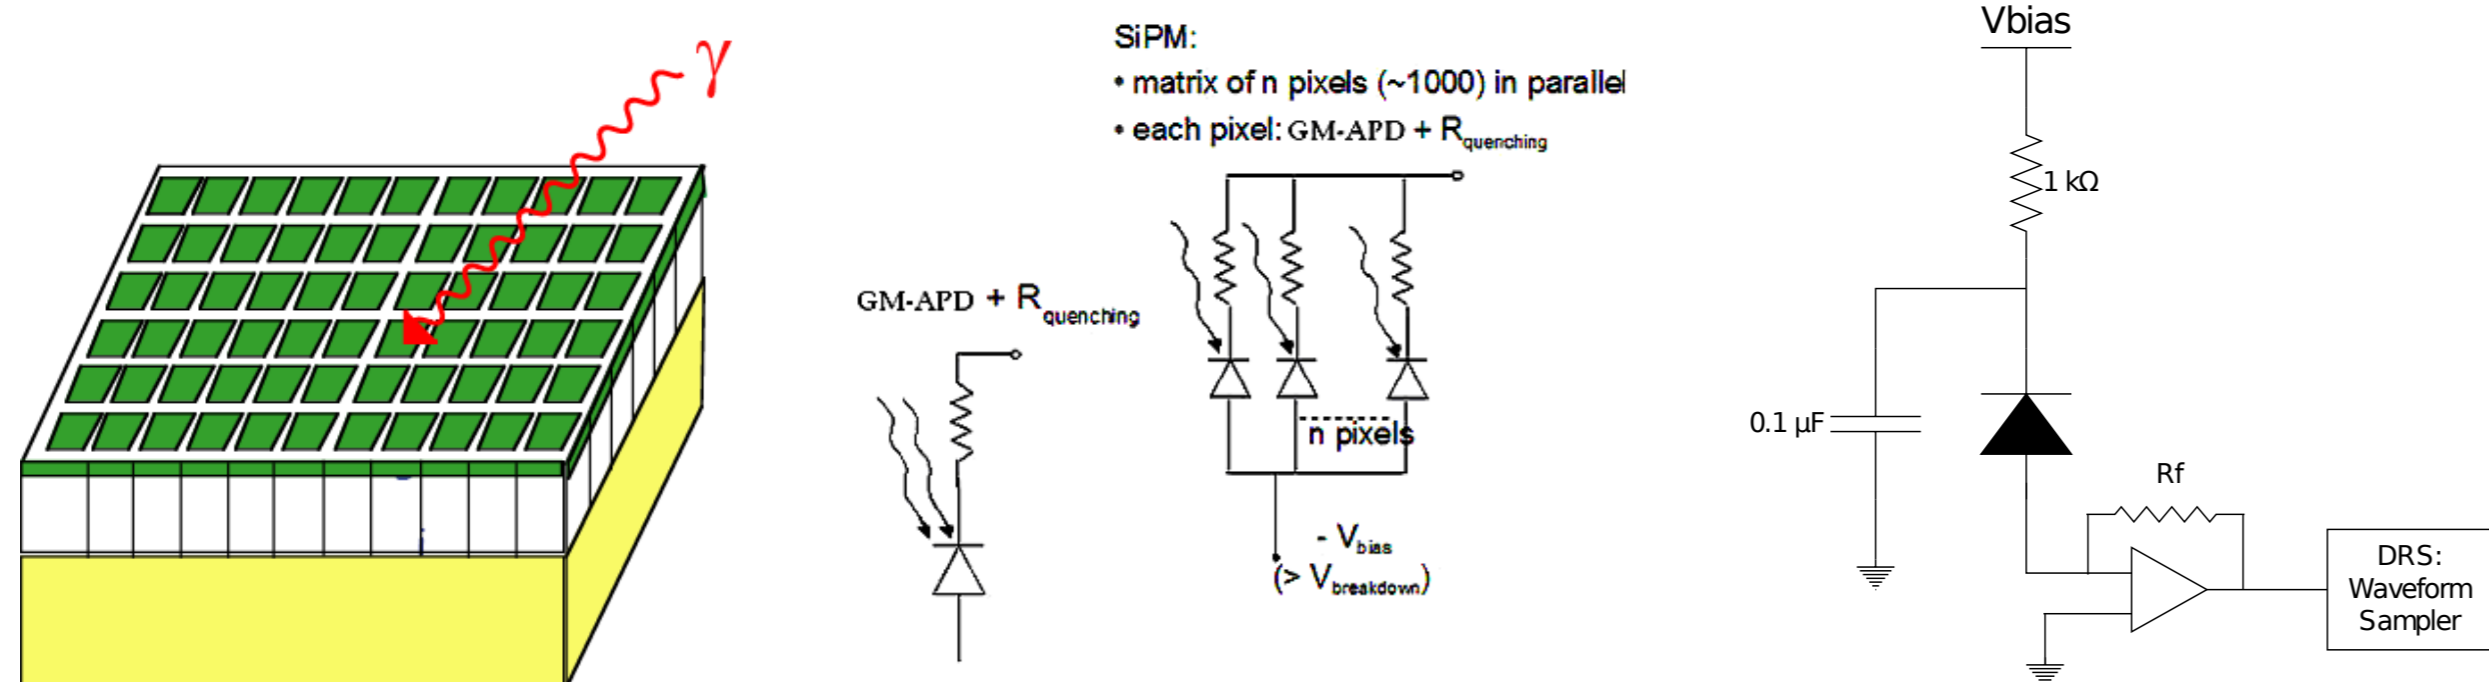 γ
SiPM:
• matrix of n pixels (~1000) in parallel
• each pixel: GM-APD + Rquenching
GM-APD + Rquenching
n pixels
- Vbias
(> Vbreakdown)
Vbias
1 kΩ
0.1 µF
Rf
DRS:
Waveform
Sampler